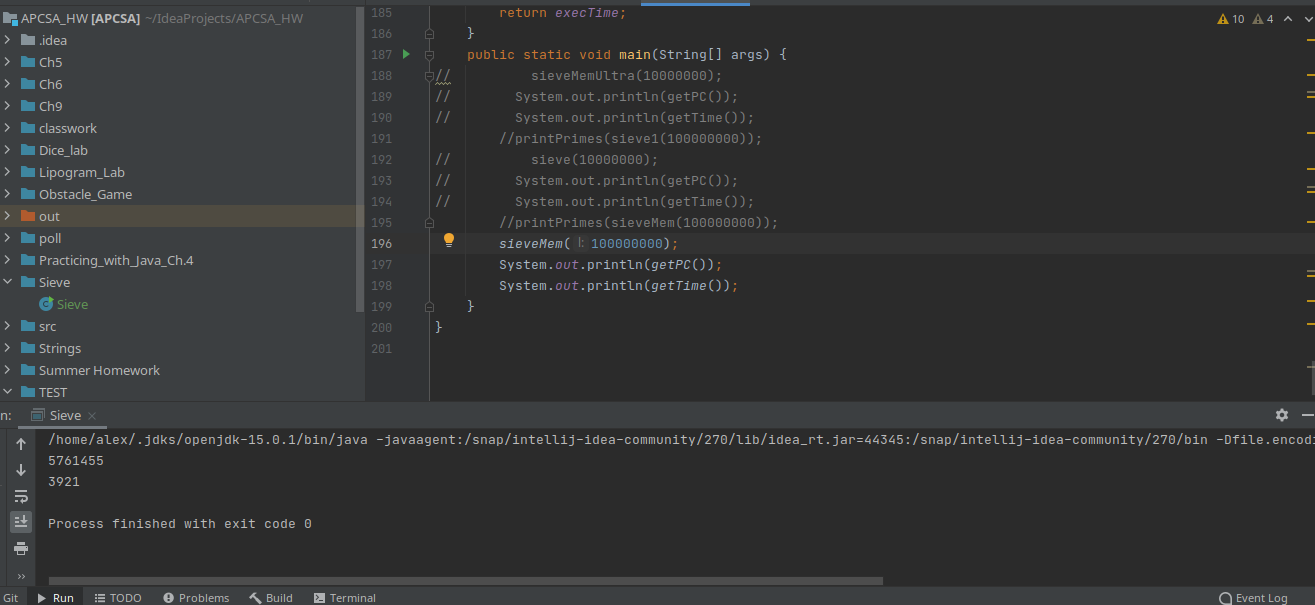 APCSA_HW [APCSA] ~/IdeaProjects/APCSA_HW
.idea
Ch5
Ch6
Ch9
classwork
Dice_lab
Lipogram_Lab
Obstacle_Game
out
poll
Practicing_with_Java_Ch.4
Sieve
Sieve
src
Strings
Summer Homework
TEST
10 4
185 return execTime;
186 }
187 public static void main(String[] args) {
188 // sieveMemUltra(10000000);
189 // System.out.println(getPC());
190 // System.out.println(getTime());
191 //printPrimes(sieve1(100000000));
192 // sieve(10000000);
193 // System.out.println(getPC());
194 // System.out.println(getTime());
195 //printPrimes(sieveMem(100000000));
196 sieveMem( l: 100000000);
197 System.out.println(getPC());
198 System.out.println(getTime());
199 }
200 }
201
n: Sieve
/home/alex/.jdks/openjdk-15.0.1/bin/java -javaagent:/snap/intellij-idea-community/270/lib/idea_rt.jar=44345:/snap/intellij-idea-community/270/bin -Dfile.encodi
5761455
3921
Process finished with exit code 0
Git Run TODO Problems Build Terminal Event Log